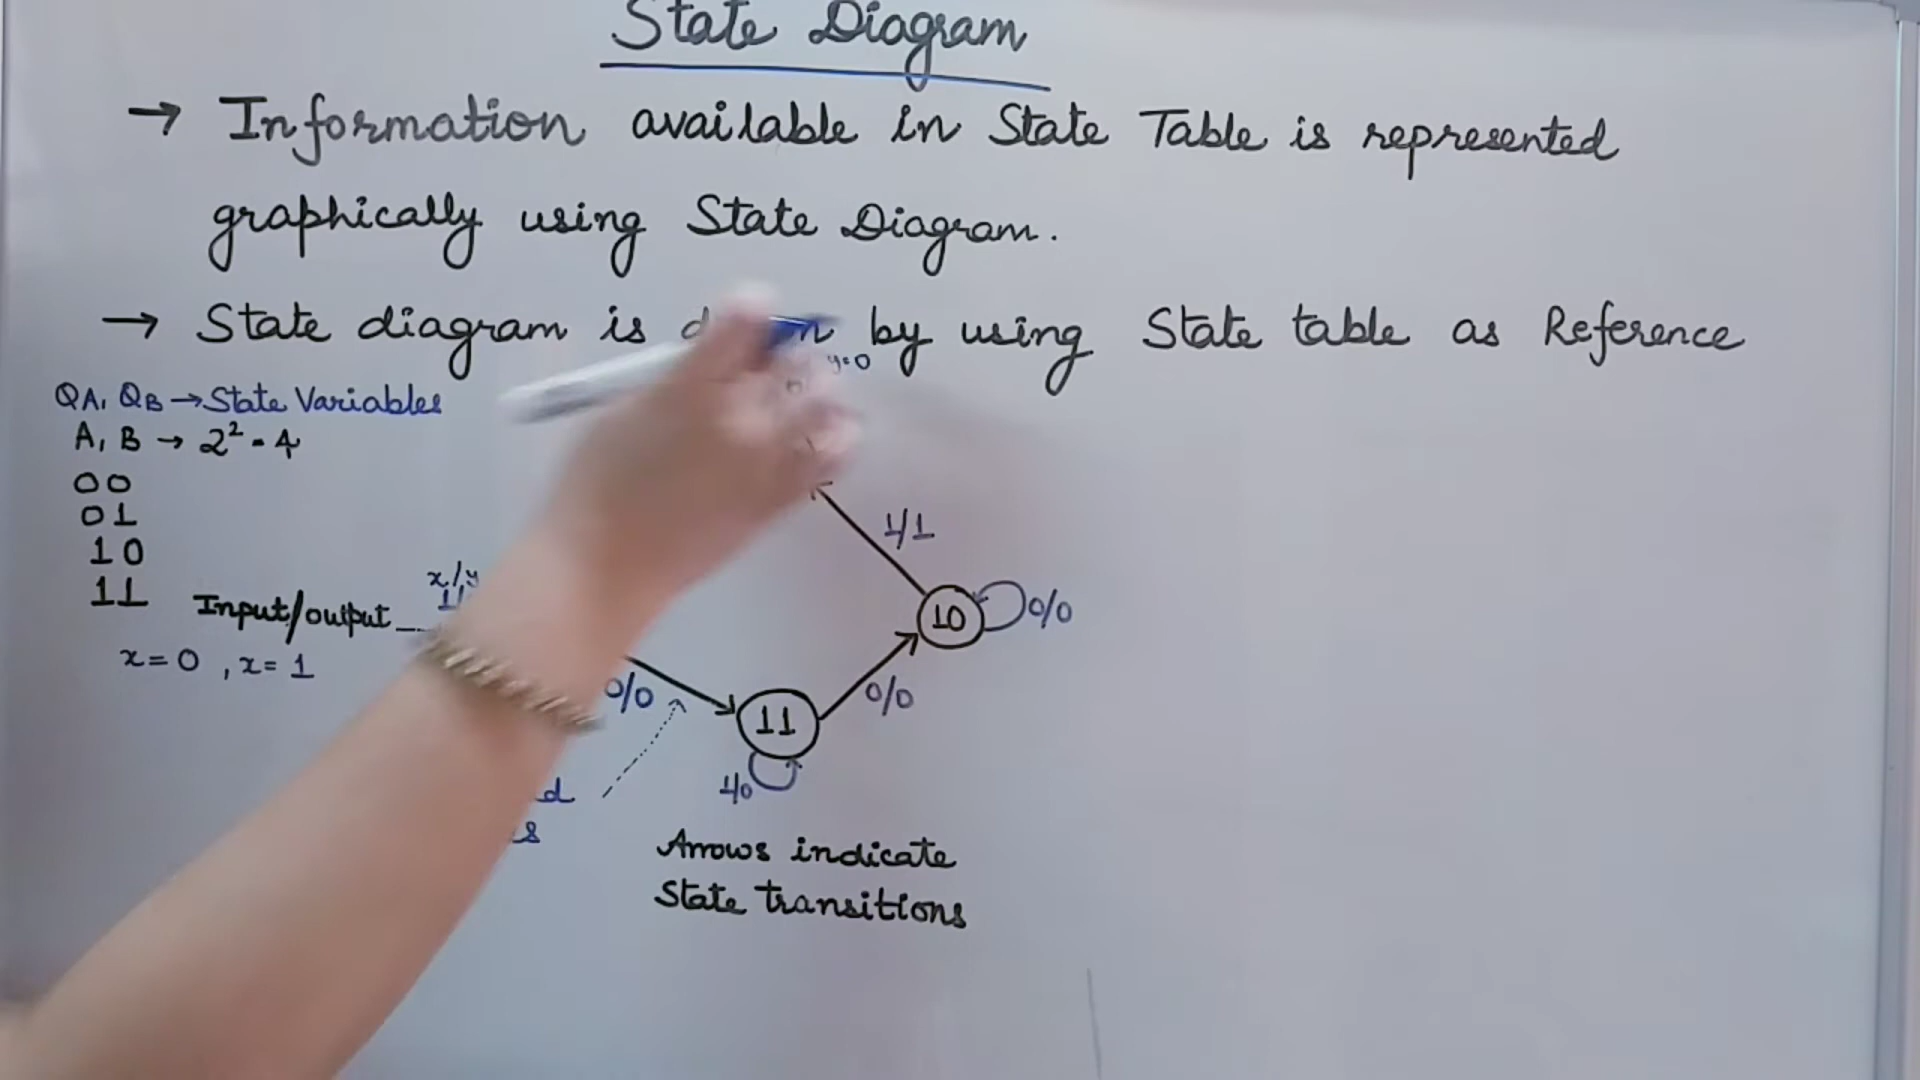 State Diagram
→ Information available in State Table is represented
graphically using State Diagram.
→ State diagram is by using State table as Reference
y=0
QA, QB → State Variables
A, B → 2² = 4
00
01
10
11
Input/output
x/y
x=0, x=1
1/1
10
0/0
0/0
11
0/0
1/0
Arrows indicate
State transitions